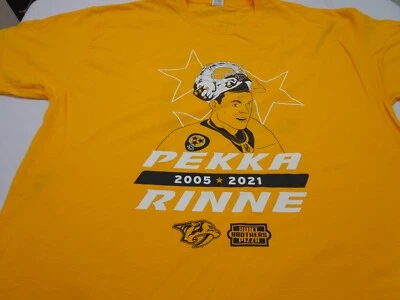 PEKKA
2005 ★ 2021
RINNE
HUNT
BROTHERS
PIZZA